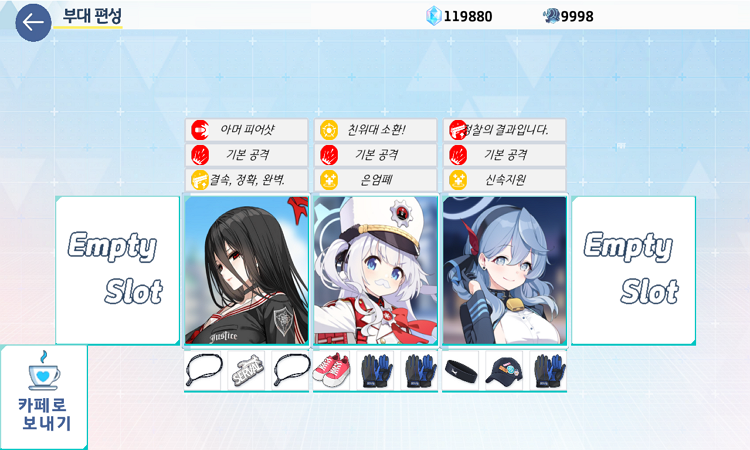 부대 편성
119880
9998
아머 피어샷
친위대 소환!
정찰의 결과입니다.
기본 공격
기본 공격
기본 공격
결속, 정확, 완벽.
은엄폐
신속지원
Empty
Slot
Justice
Empty
Slot
SERVAL
카페로
보내기